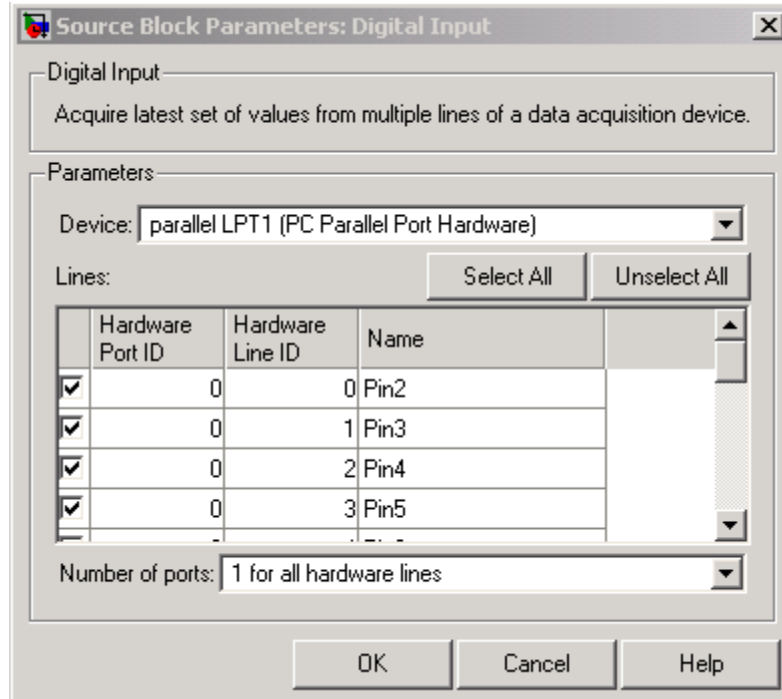 Source Block Parameters: Digital Input
Digital Input
Acquire latest set of values from multiple lines of a data acquisition device.
Parameters
Device: parallel LPT1 (PC Parallel Port Hardware)
Lines: Select All Unselect All
Hardware Port ID Hardware Line ID Name
0 0 Pin2
0 1 Pin3
0 2 Pin4
0 3 Pin5
Number of ports: 1 for all hardware lines
OK Cancel Help